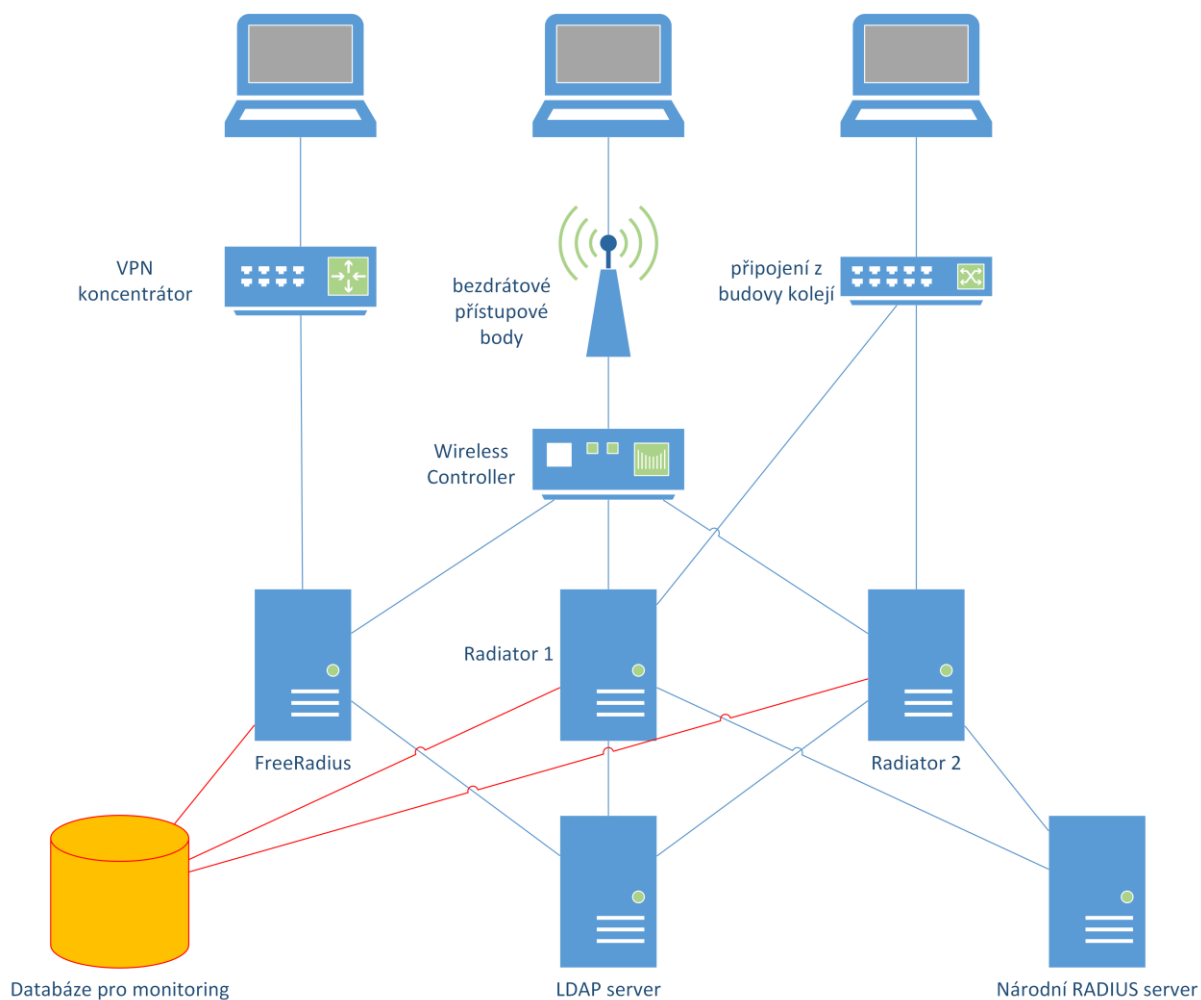 VPN
koncentrátor
bezdrátové
přístupové
body
připojení z
budovy kolejí
Wireless
Controller
Radiator 1
FreeRadius
Radiator 2
Databáze pro monitoring
LDAP server
Národní RADIUS server